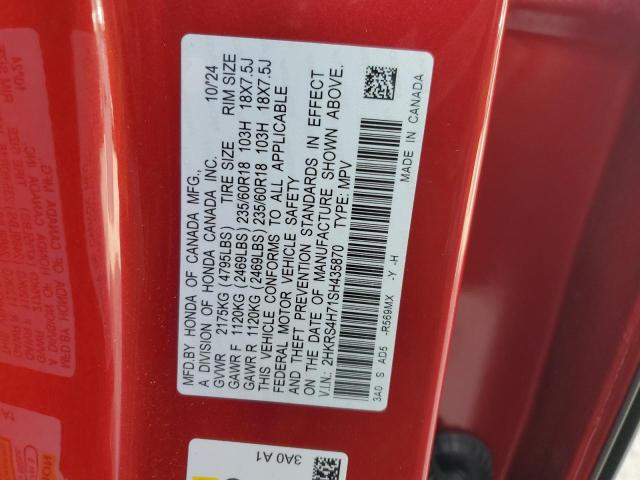 MFD.BY HONDA OF CANADA MFG. 10/24
A DIVISION OF HONDA CANADA INC.
TIRE SIZE RIM SIZE
GVWR 2175KG (4795LBS)
GAWR F 1120KG (2469LBS) 235/60R18 103H 18X7.5J
GAWR R 1120KG (2469LBS) 235/60R18 103H 18X7.5J
THIS VEHICLE CONFORMS TO ALL APPLICABLE
FEDERAL MOTOR VEHICLE SAFETY
AND THEFT PREVENTION STANDARDS IN EFFECT
ON THE DATE OF MANUFACTURE SHOWN ABOVE.
V.I.N.: 2HKRS4H71SH435870 TYPE: MPV
3A0 S AD5 -R569MX -Y -H
MADE IN CANADA
3A0 A1